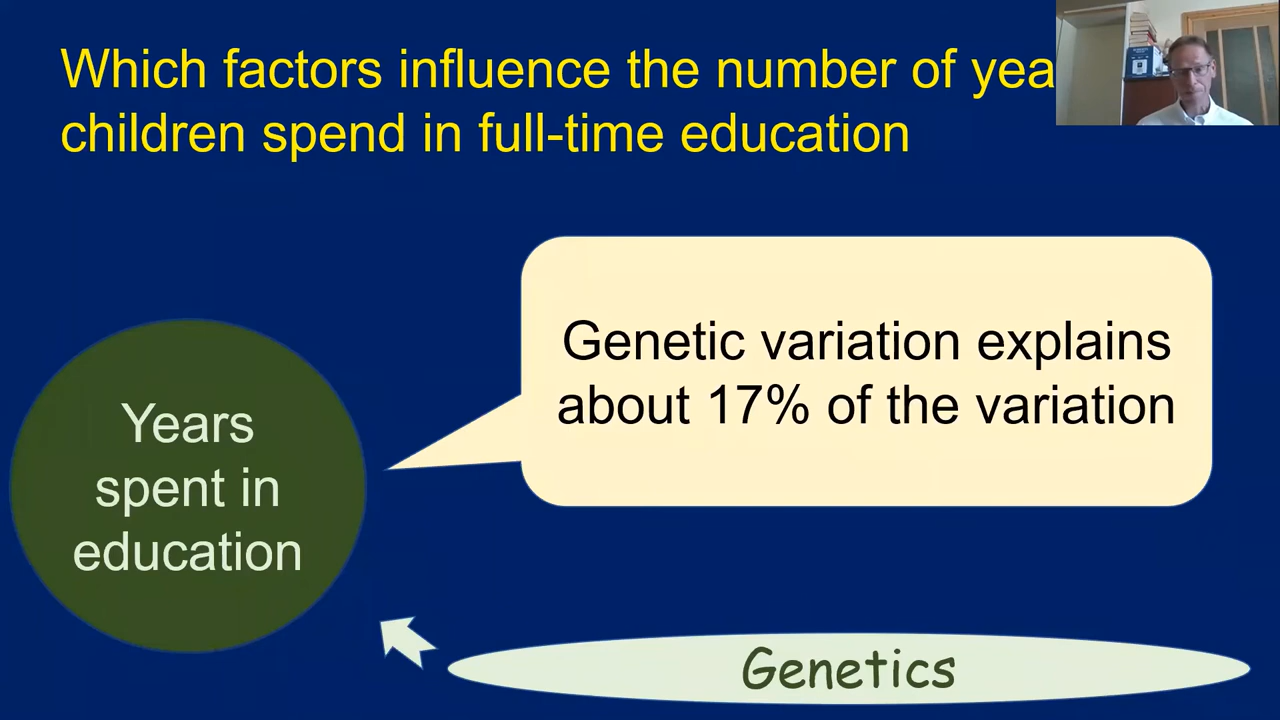 Which factors influence the number of yea
children spend in full-time education
Genetic variation explains
about 17% of the variation
Years
spent in
education
Genetics